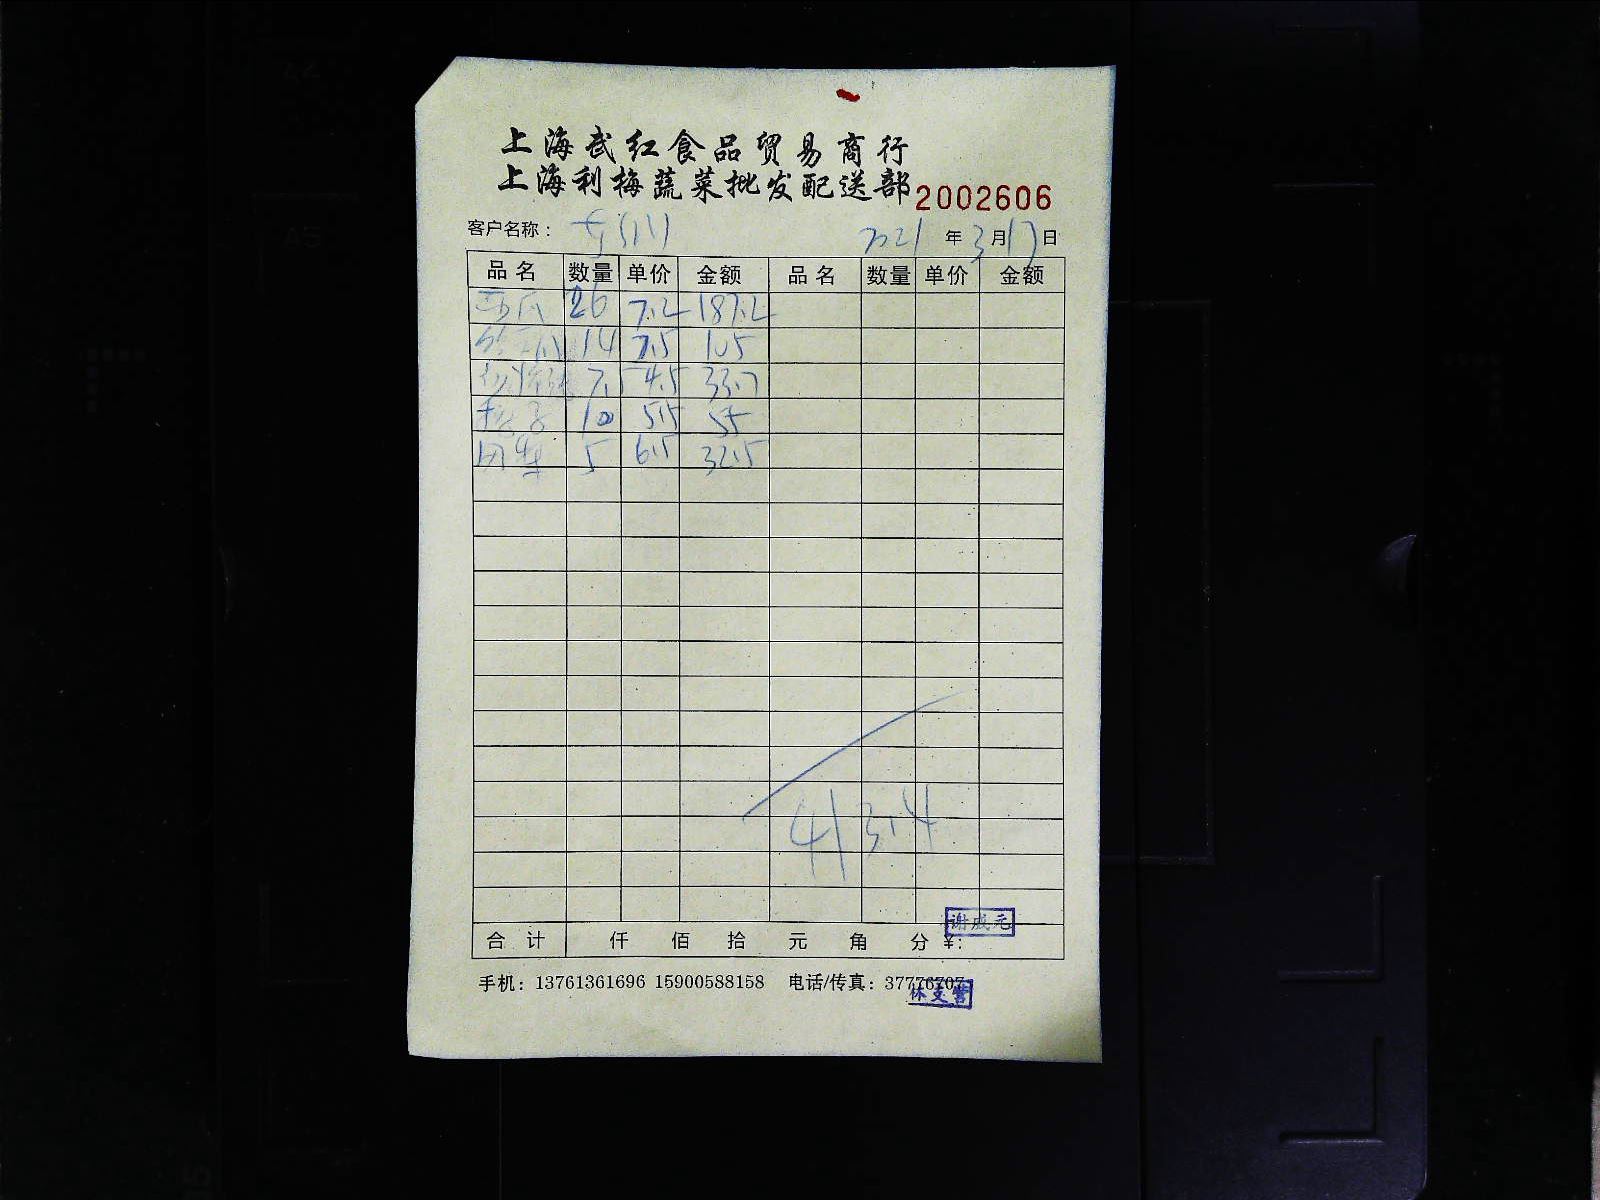 上海武红食品贸易商行
上海利梅蔬菜批发配送部 2002606
客户名称： 2021 年 3 月 17 日
品名 数量 单价 金额 品名 数量 单价 金额
西瓜 26 7.2 187.2
14 7.5 105
7.5 4.5 33.7
橙子 10 5.5 55
5 6.5 32.5
413.4
谢成元
合计 仟 佰 拾 元 角 分 ¥:
手机：13761361696 15900588158 电话/传真：37776707